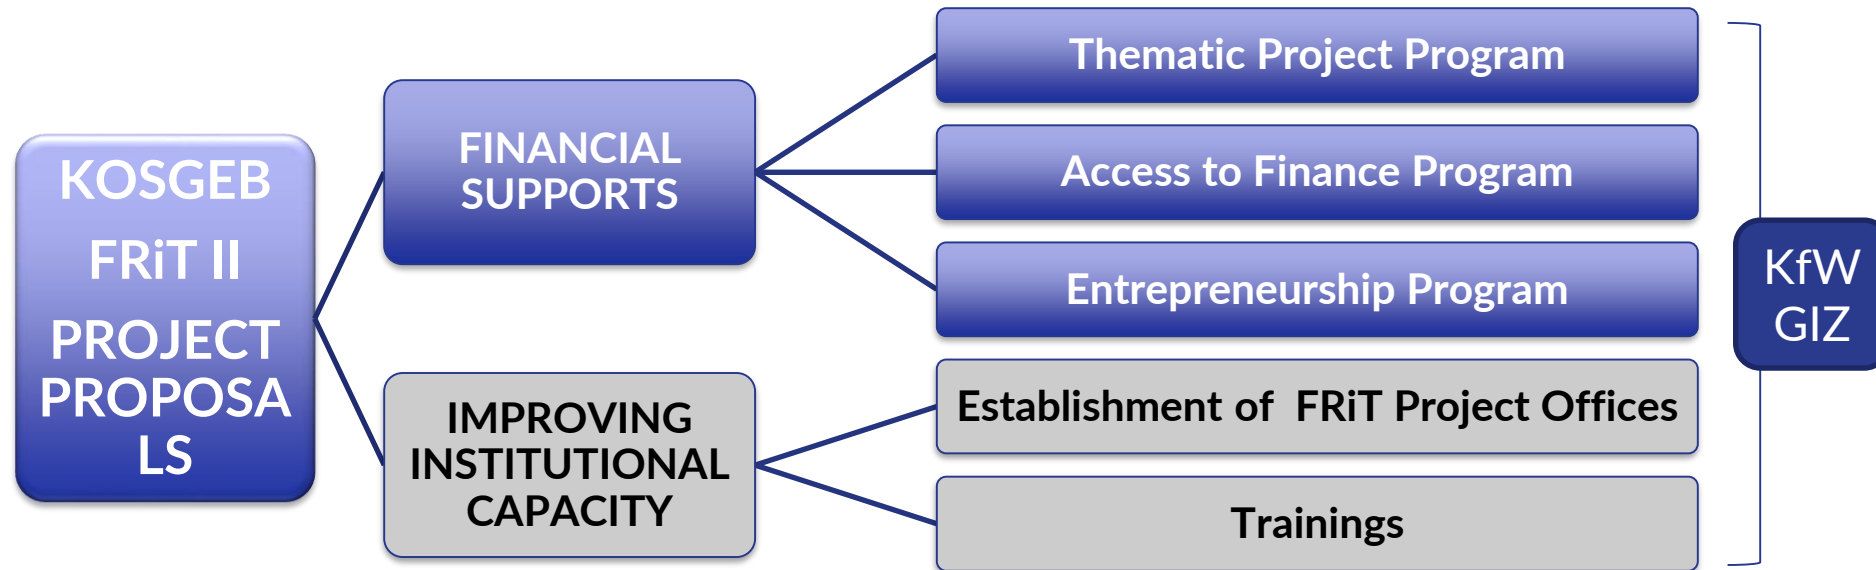 KOSGEB
FRiT II
PROJECT
PROPOSA
LS
FINANCIAL
SUPPORTS
Thematic Project Program
Access to Finance Program
Entrepreneurship Program
IMPROVING
INSTITUTIONAL
CAPACITY
Establishment of  FRiT Project Offices
Trainings
KfW
GIZ